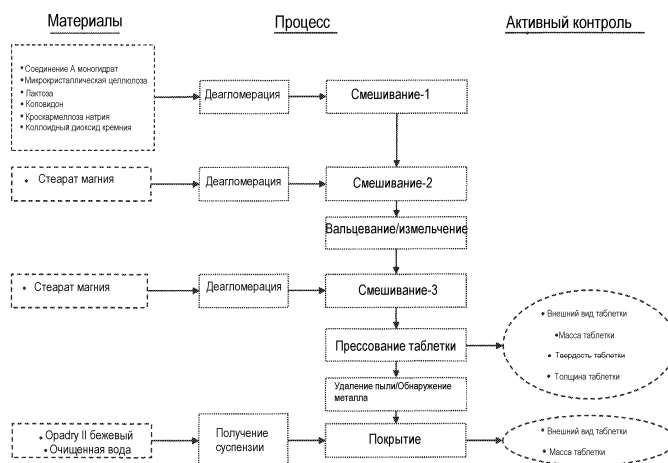 Материалы
Процесс
Активный контроль
• Соединение А моногидрат
• Микрокристаллическая целлюлоза
• Лактоза
• Коповидон
• Кроскармеллоза натрия
• Коллоидный диоксид кремния
Деагломерация
Смешивание-1
• Стеарат магния
Деагломерация
Смешивание-2
Вальцевание/измельчение
• Стеарат магния
Деагломерация
Смешивание-3
Прессование таблетки
• Внешний вид таблетки
• Масса таблетки
• Твердость таблетки
• Толщина таблетки
Удаление пыли/Обнаружение
металла
• Opadry II бежевый
• Очищенная вода
Получение
суспензии
Покрытие
• Внешний вид таблетки
• Масса таблетки